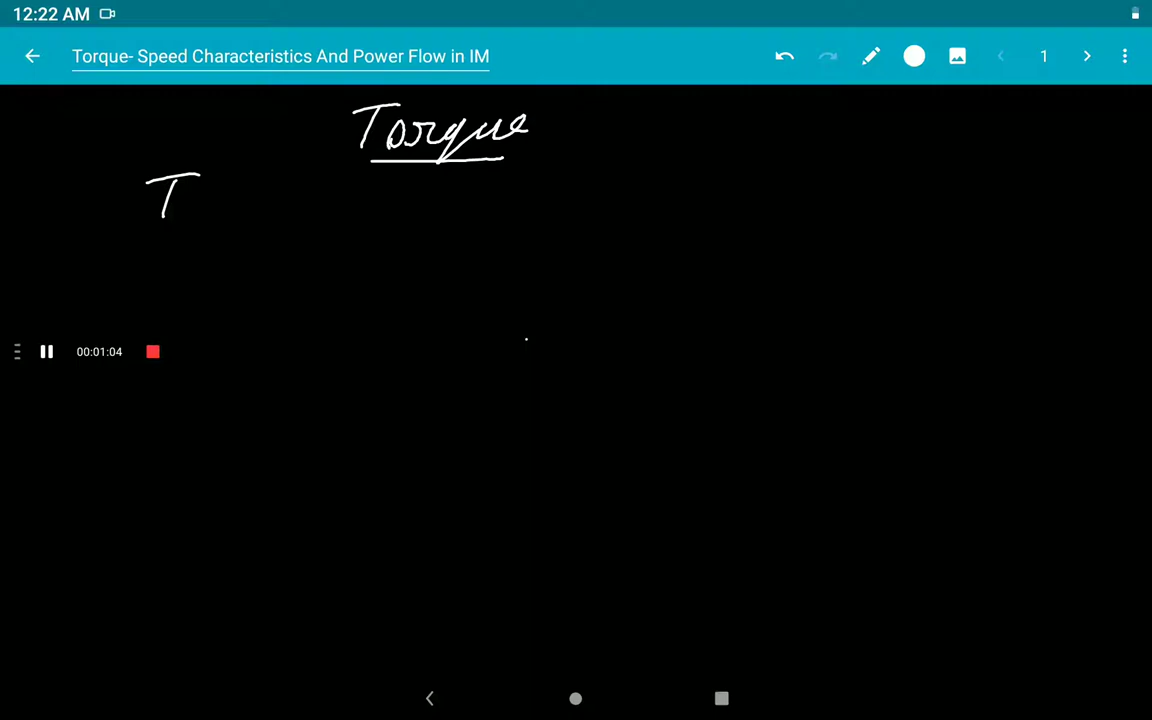 12:22 AM
Torque- Speed Characteristics And Power Flow in IM
1
Torque
T
00:01:04